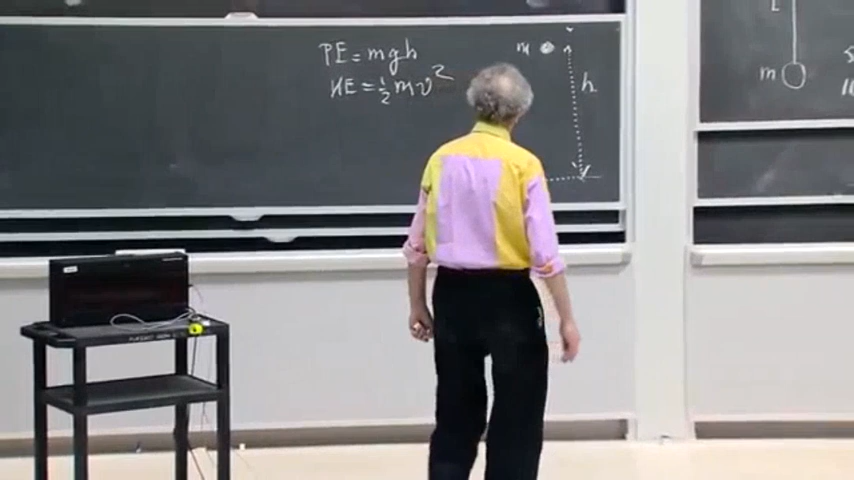 PE = mgh
KE = ½mv²
m
h
m